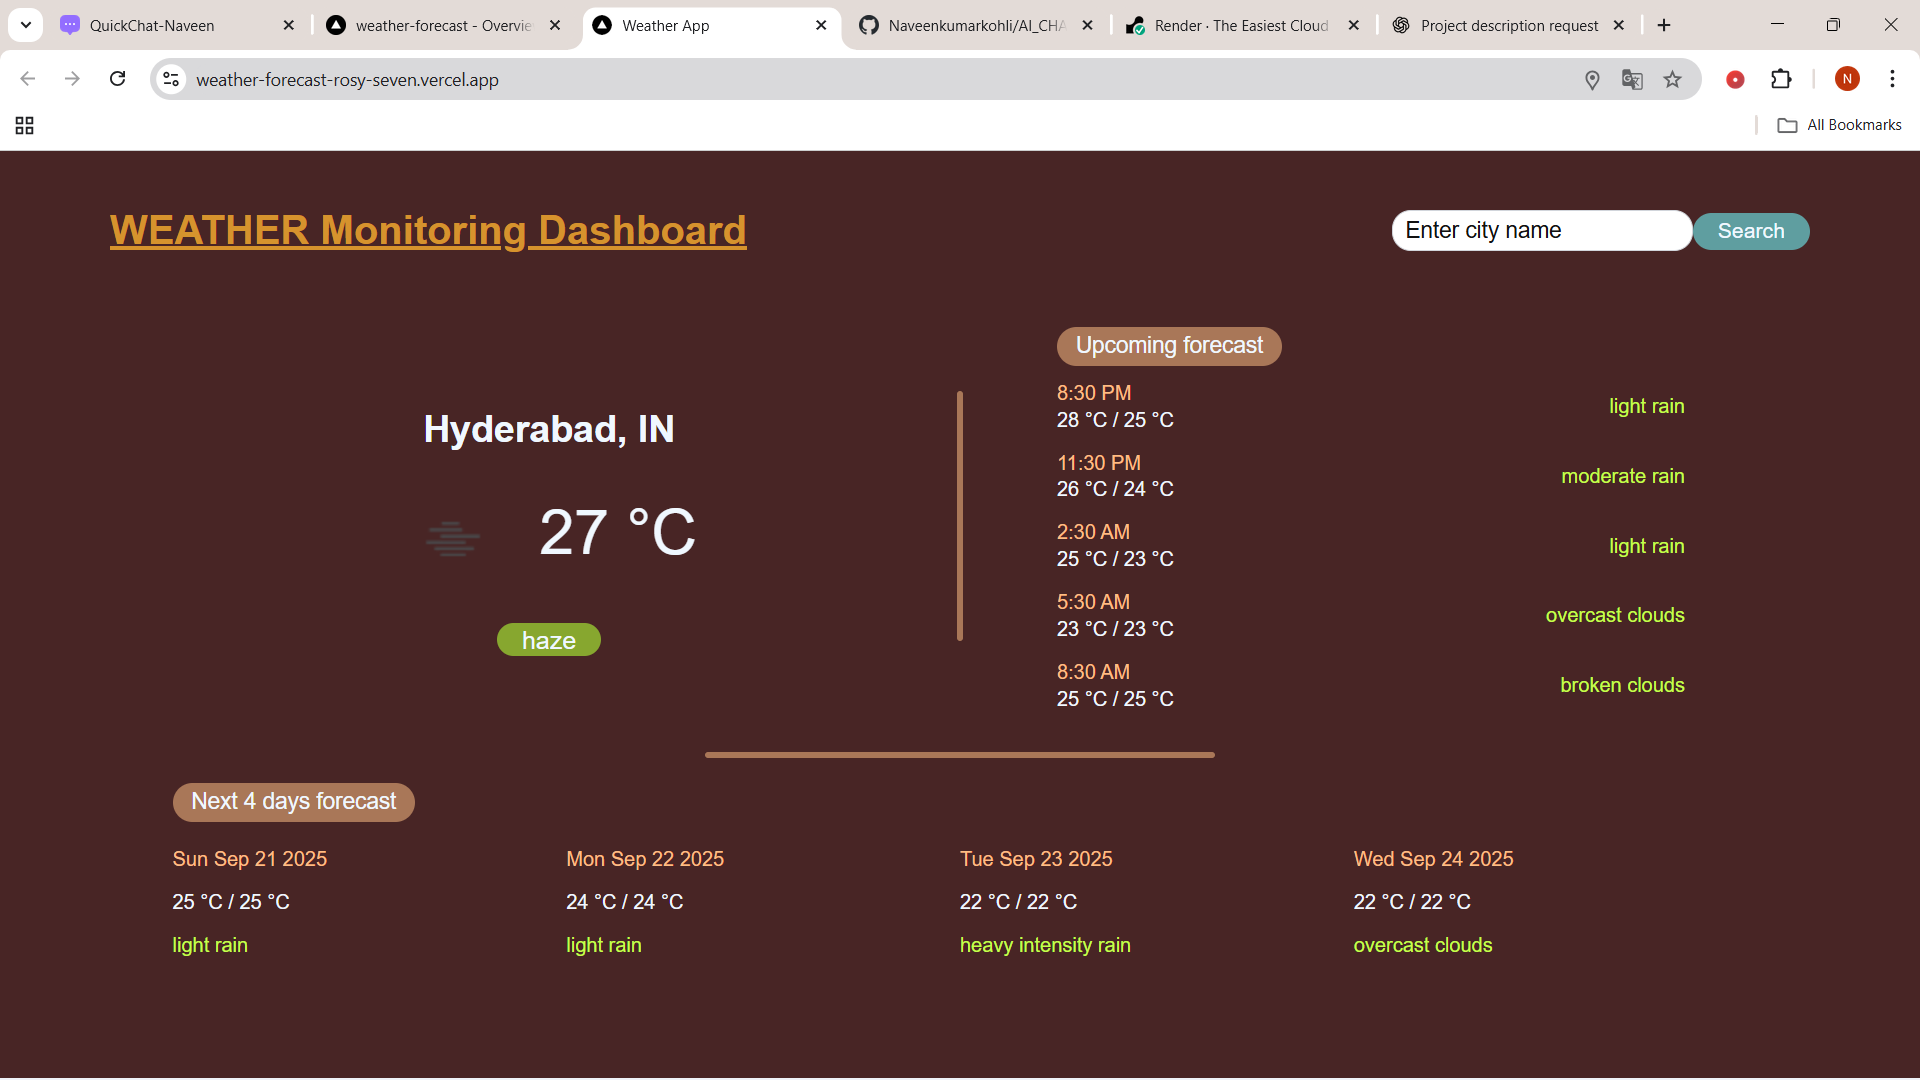 QuickChat-Naveen
weather-forecast - Overvie
Weather App
Naveenkumarkohli/AI_CHA
Render · The Easiest Cloud
Project description request
weather-forecast-rosy-seven.vercel.app
N
All Bookmarks
WEATHER Monitoring Dashboard
Enter city name
Search
Hyderabad, IN
27 °C
haze
Upcoming forecast
8:30 PM
28 °C / 25 °C
light rain
11:30 PM
26 °C / 24 °C
moderate rain
2:30 AM
25 °C / 23 °C
light rain
5:30 AM
23 °C / 23 °C
overcast clouds
8:30 AM
25 °C / 25 °C
broken clouds
Next 4 days forecast
Sun Sep 21 2025
25 °C / 25 °C
light rain
Mon Sep 22 2025
24 °C / 24 °C
light rain
Tue Sep 23 2025
22 °C / 22 °C
heavy intensity rain
Wed Sep 24 2025
22 °C / 22 °C
overcast clouds